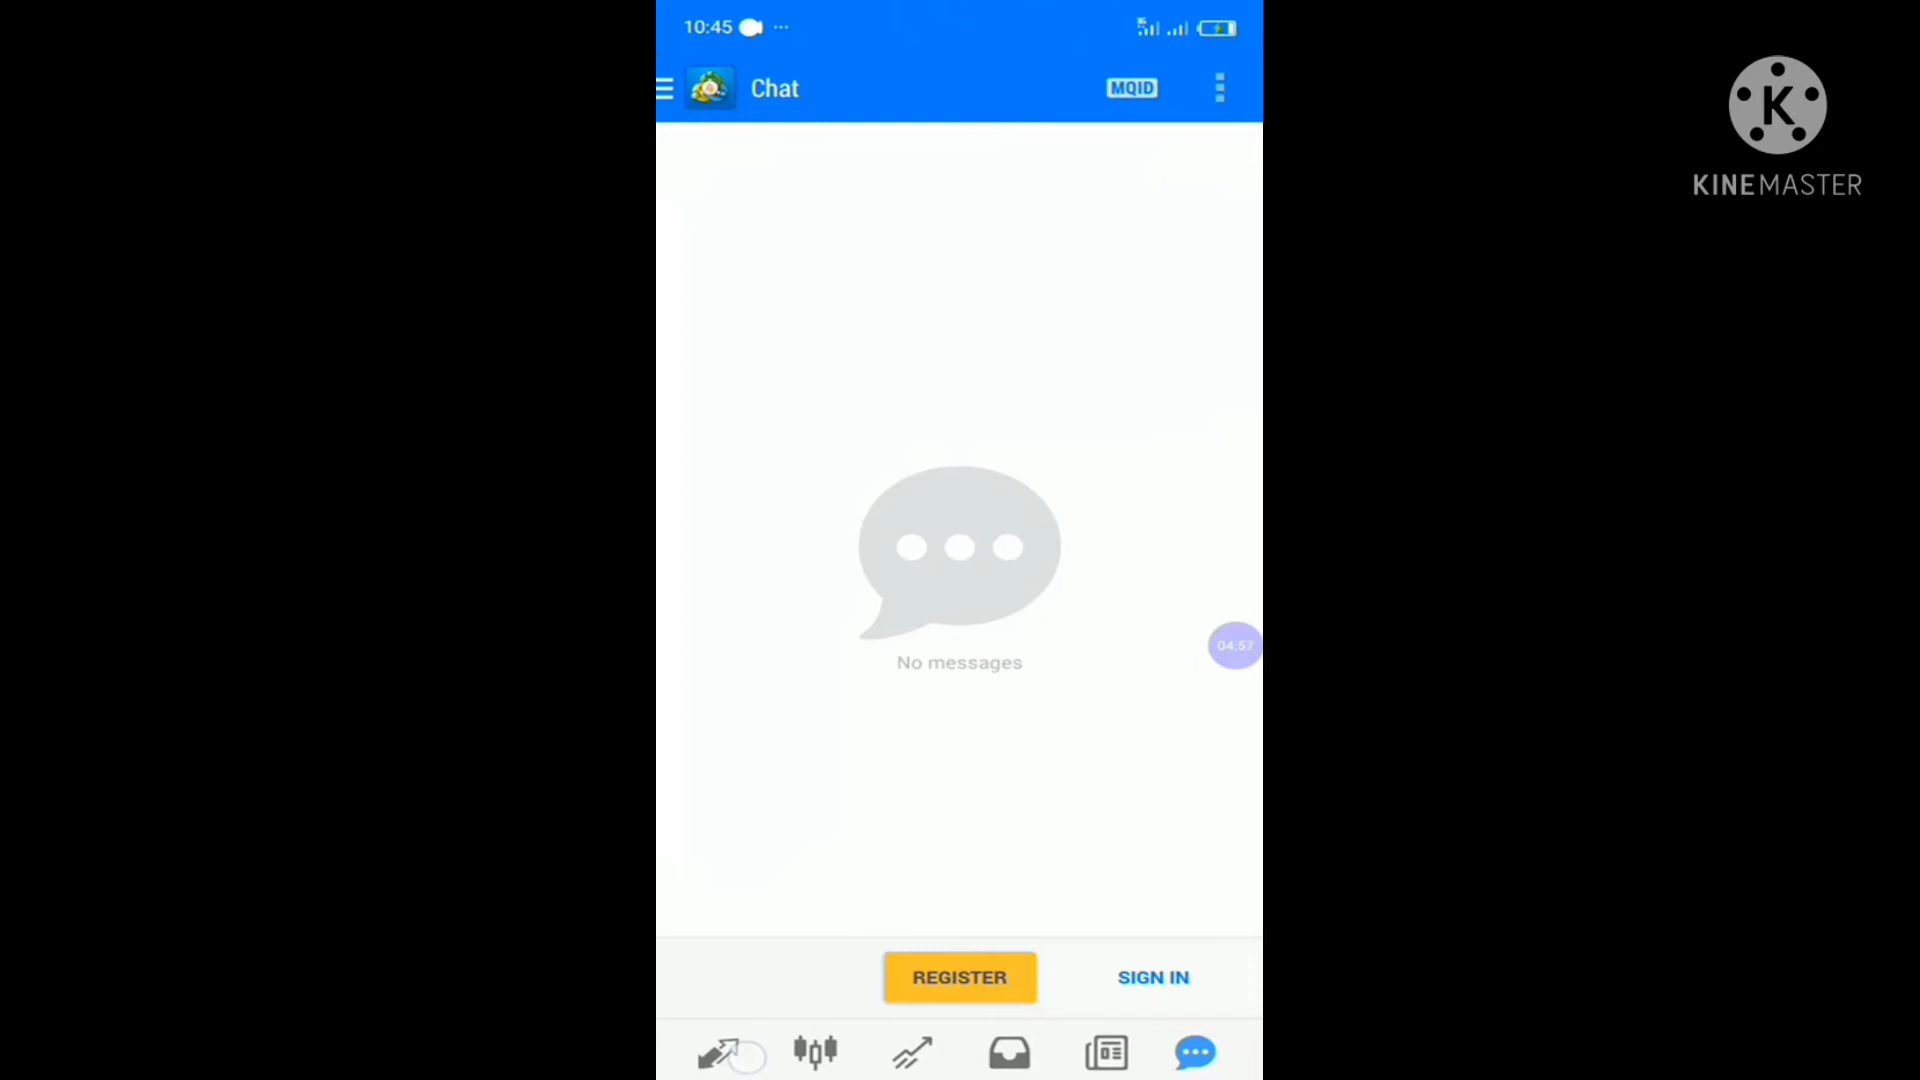 10:45
Chat
MQID
K
KINEMASTER
No messages
04:57
REGISTER
SIGN IN